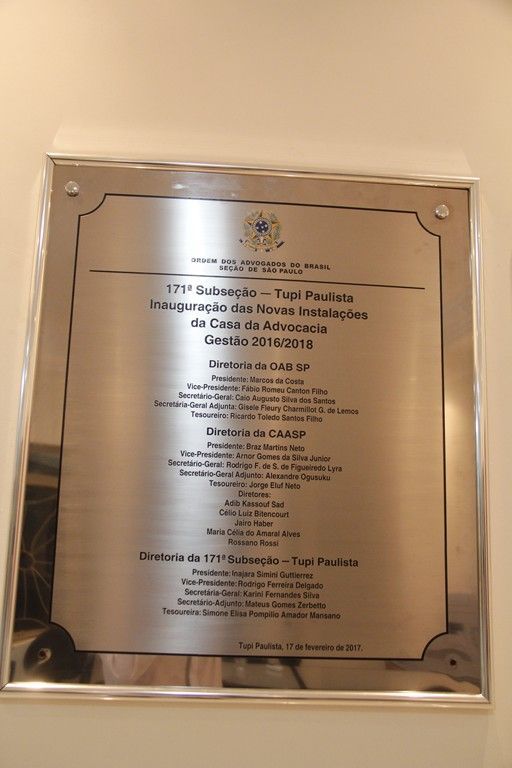 ORDEM DOS ADVOGADOS DO BRASIL
SEÇÃO DE SÃO PAULO
171ª Subseção — Tupi Paulista
Inauguração das Novas Instalações
da Casa da Advocacia
Gestão 2016/2018
Diretoria da OAB SP
Presidente: Marcos da Costa
Vice-Presidente: Fábio Romeu Canton Filho
Secretário-Geral: Caio Augusto Silva dos Santos
Secretária-Geral Adjunta: Gisele Fleury Charmillot G. de Lemos
Tesoureiro: Ricardo Toledo Santos Filho
Diretoria da CAASP
Presidente: Braz Martins Neto
Vice-Presidente: Arnor Gomes da Silva Junior
Secretário-Geral: Rodrigo F. de S. de Figueiredo Lyra
Secretário-Geral Adjunto: Alexandre Ogusuku
Tesoureiro: Jorge Eluf Neto
Diretores:
Adib Kassouf Sad
Célio Luiz Bitencourt
Jairo Haber
Maria Célia do Amaral Alves
Rossano Rossi
Diretoria da 171ª Subseção — Tupi Paulista
Presidente: Inajara Simini Guttierrez
Vice-Presidente: Rodrigo Ferreira Delgado
Secretária-Geral: Karini Fernandes Silva
Secretário-Adjunto: Mateus Gomes Zerbetto
Tesoureira: Simone Elisa Pompilio Amador Mansano
Tupi Paulista, 17 de fevereiro de 2017.